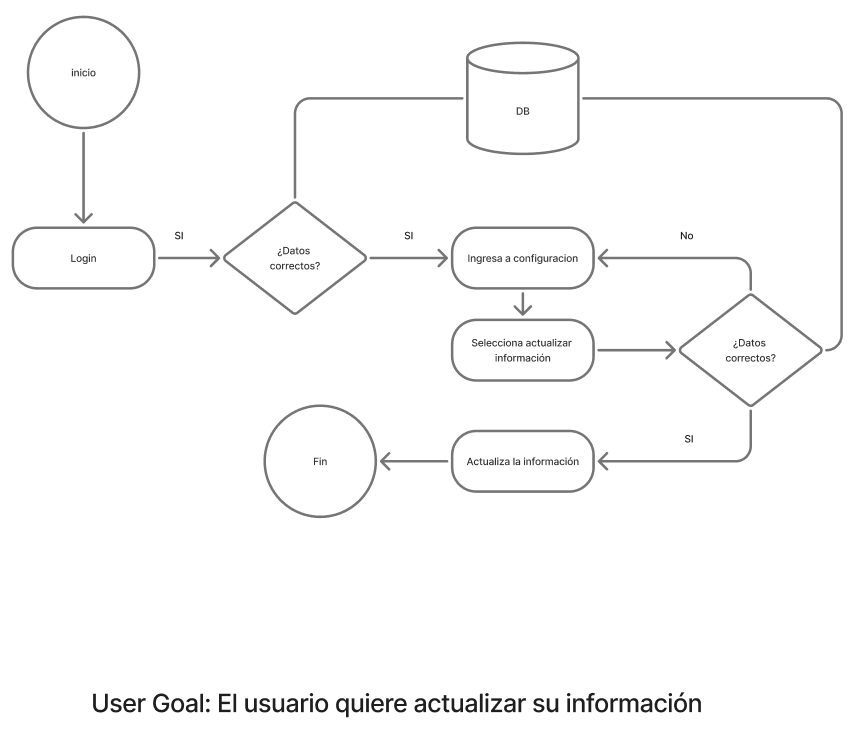 inicio
DB
SI
SI
No
Login
¿Datos
correctos?
Ingresa a configuracion
Selecciona actualizar
información
¿Datos
correctos?
SI
Fin
Actualiza la información
User Goal: El usuario quiere actualizar su información